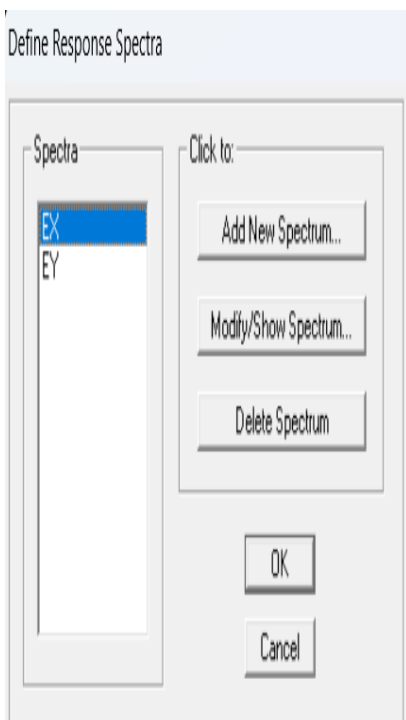 Define Response Spectra
Spectra
EX
EY
Click to:
Add New Spectrum...
Modify/Show Spectrum...
Delete Spectrum
OK
Cancel